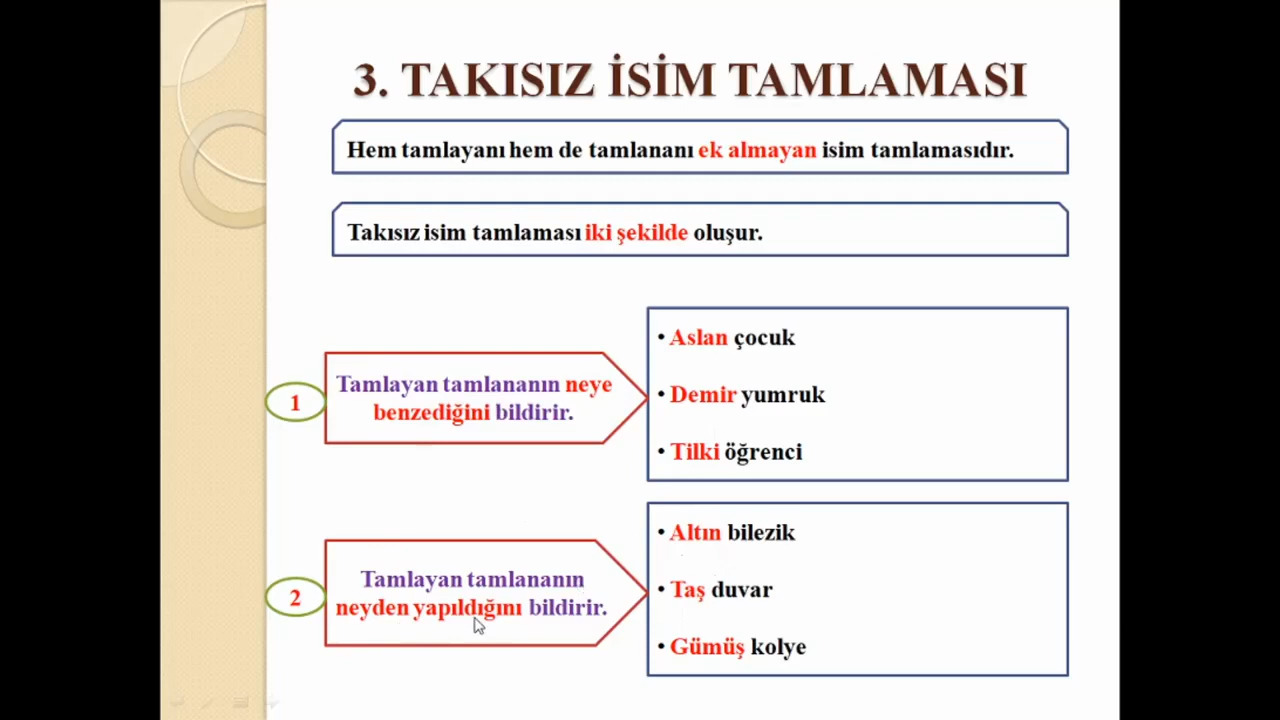 3. TAKISIZ İSİM TAMLAMASI
Hem tamlayanı hem de tamlananı ek almayan isim tamlamasıdır.
Takısız isim tamlaması iki şekilde oluşur.
1
Tamlayan tamlananın neye
benzediğini bildirir.
• Aslan çocuk
• Demir yumruk
• Tilki öğrenci
2
Tamlayan tamlananın
neyden yapıldığını bildirir.
• Altın bilezik
• Taş duvar
• Gümüş kolye